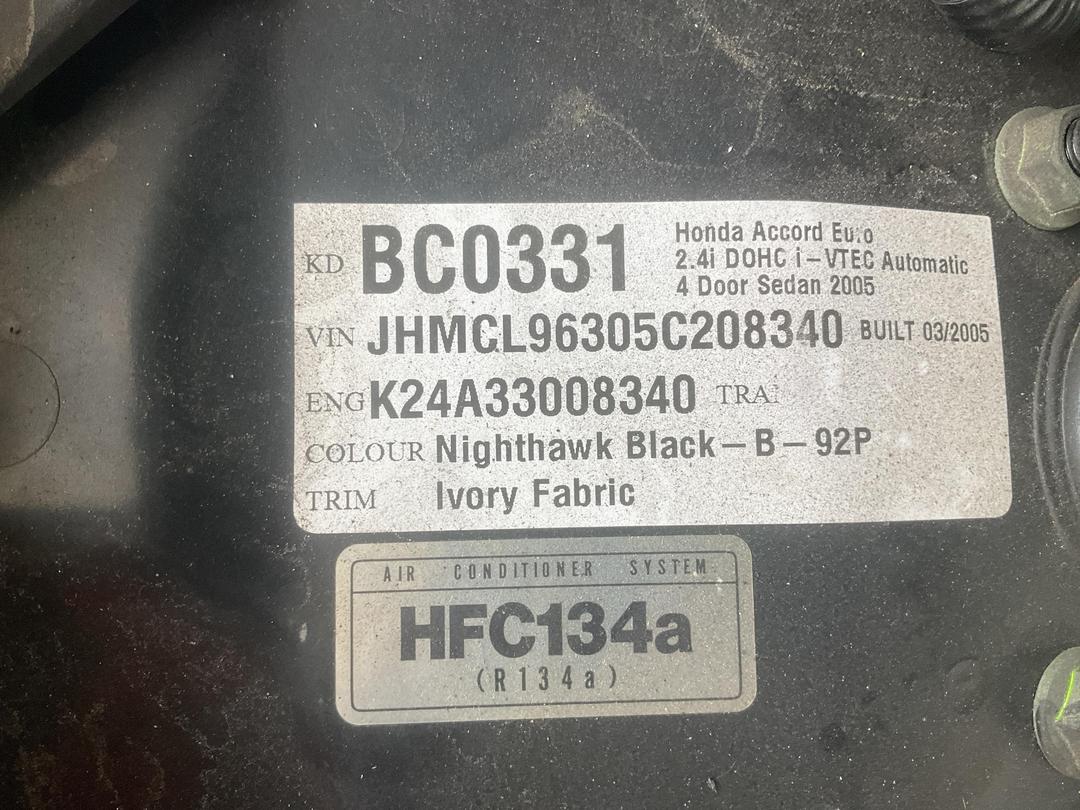 KD BC0331 Honda Accord Euro
2.4i DOHC i-VTEC Automatic
4 Door Sedan 2005
VIN JHMCL96305C208340 BUILT 03/2005
ENG K24A33008340
COLOUR Nighthawk Black-B-92P
TRIM Ivory Fabric
AIR CONDITIONER SYSTEM
HFC134a
(R134a)